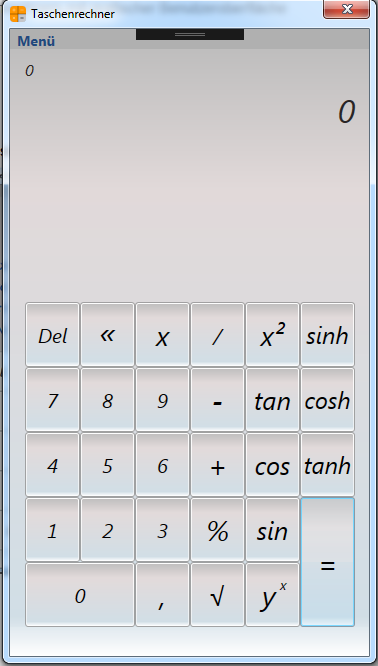 Taschenrechner
Menü
0
0
Del « x / x² sinh
7 8 9 - tan cosh
4 5 6 + cos tanh
1 2 3 % sin =
0 , √ yˣ